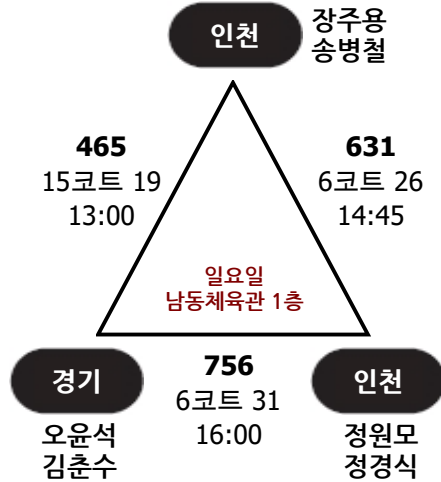 인천
장주용
송병철
465
15코트 19
13:00
631
6코트 26
14:45
일요일
남동체육관 1층
경기
오윤석
김춘수
756
6코트 31
16:00
인천
정원모
정경식